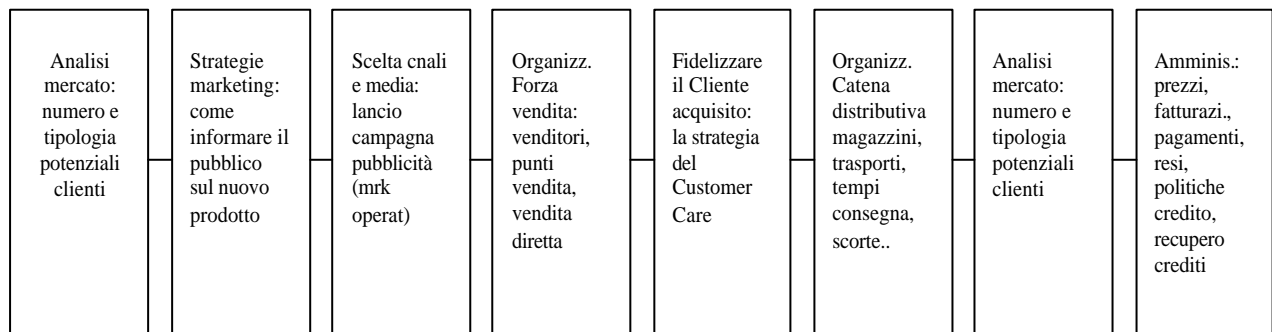 Analisi
mercato:
numero e
tipologia
potenziali
clienti
Strategie
marketing:
come
informare il
pubblico
sul nuovo
prodotto
Scelta cnali
e media:
lancio
campagna
pubblicità
(mrk
operat)
Organizz.
Forza
vendita:
venditori,
punti
vendita,
vendita
diretta
Fidelizzare
il Cliente
acquisito:
la strategia
del
Customer
Care
Organizz.
Catena
distributiva
magazzini,
trasporti,
tempi
consegna,
scorte..
Analisi
mercato:
numero e
tipologia
potenziali
clienti
Amminis.:
prezzi,
fatturazi.,
pagamenti,
resi,
politiche
credito,
recupero
crediti